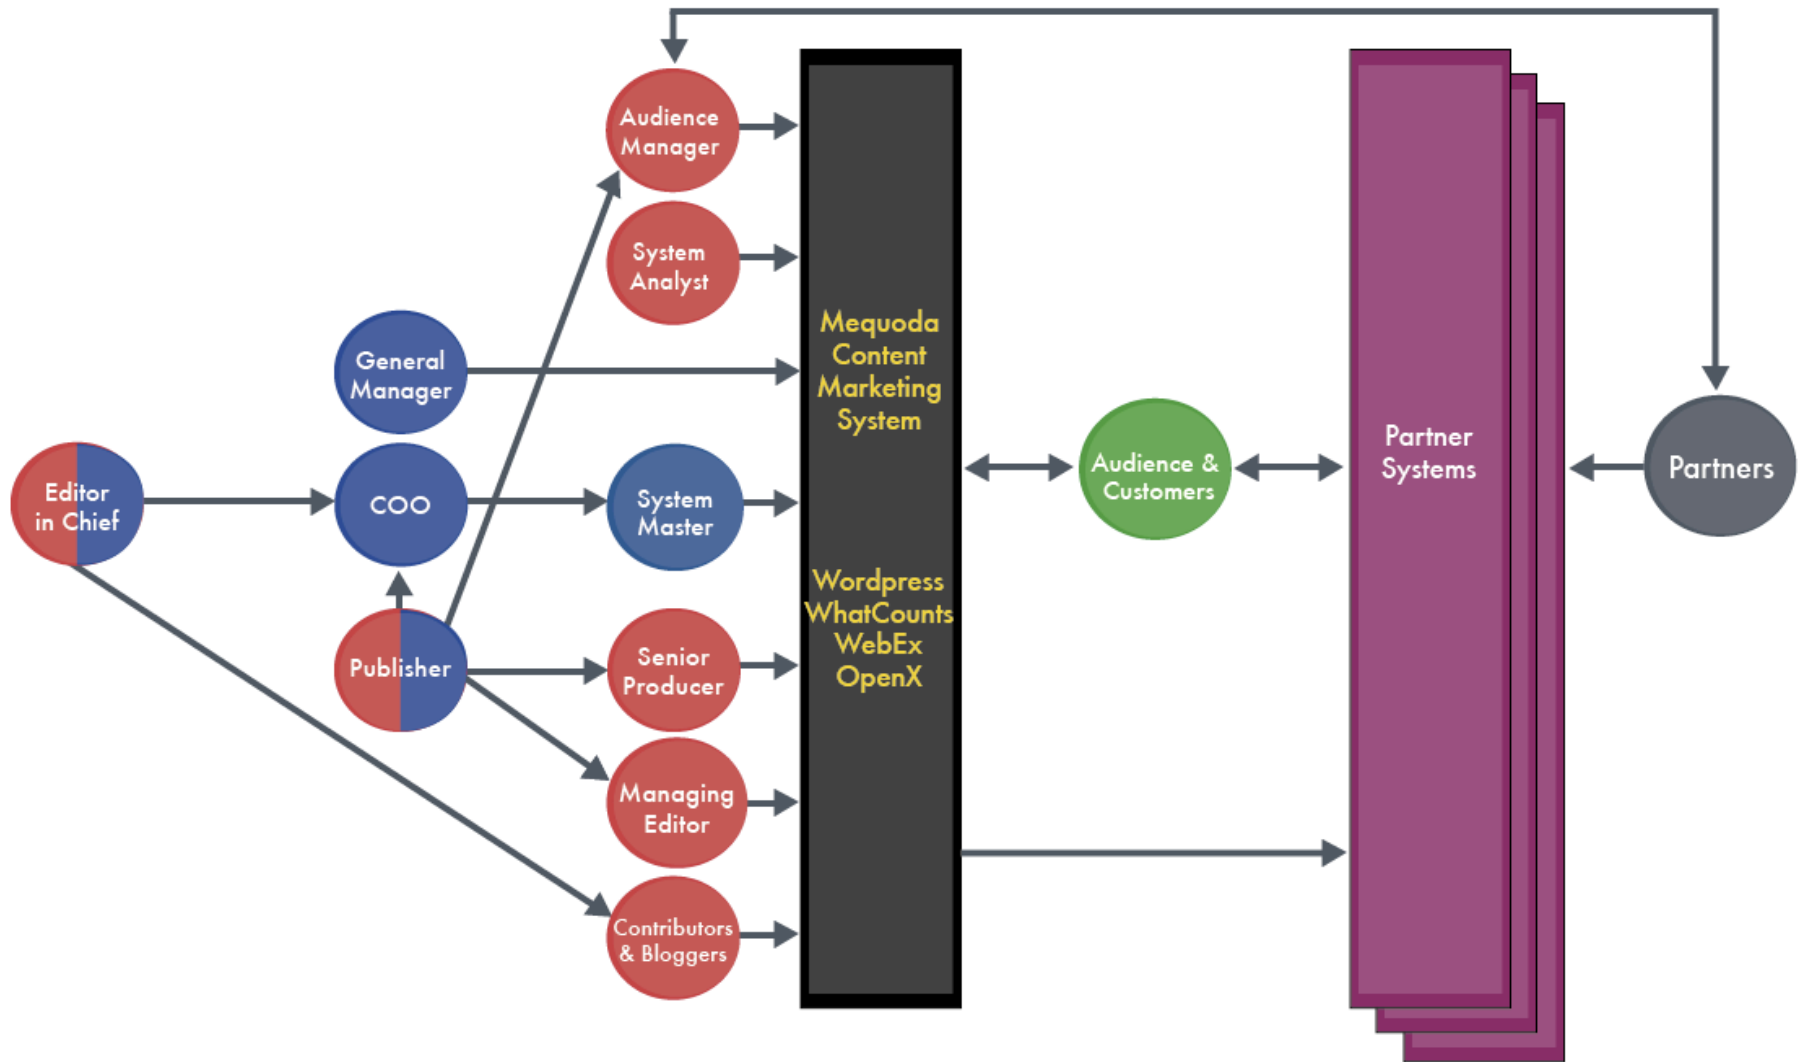 Audience
Manager
System
Analyst
General
Manager
Editor
in Chief
COO
System
Master
Publisher
Senior
Producer
Managing
Editor
Contributors
& Bloggers
Mequoda
Content
Marketing
System
Wordpress
WhatCounts
WebEx
OpenX
Audience &
Customers
Partner
Systems
Partners